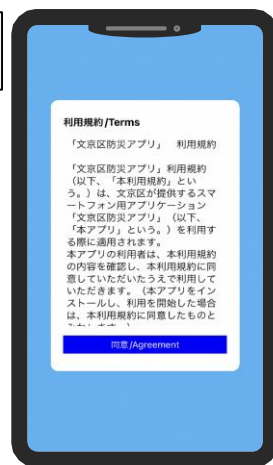 利用規約/Terms
「文京区防災アプリ」　利用規約
「文京区防災アプリ」利用規約
（以下、「本利用規約」とい
う。）は、文京区が提供するスマ
ートフォン用アプリケーション
「文京区防災アプリ」（以下、
「本アプリ」という。）を利用す
る際に適用されます。
本アプリの利用者は、本利用規約
の内容を確認し、本利用規約に同
意していただいたうえで利用して
いただきます。（本アプリをイン
ストールし、利用を開始した場合
は、本利用規約に同意したものと
同意/Agreement